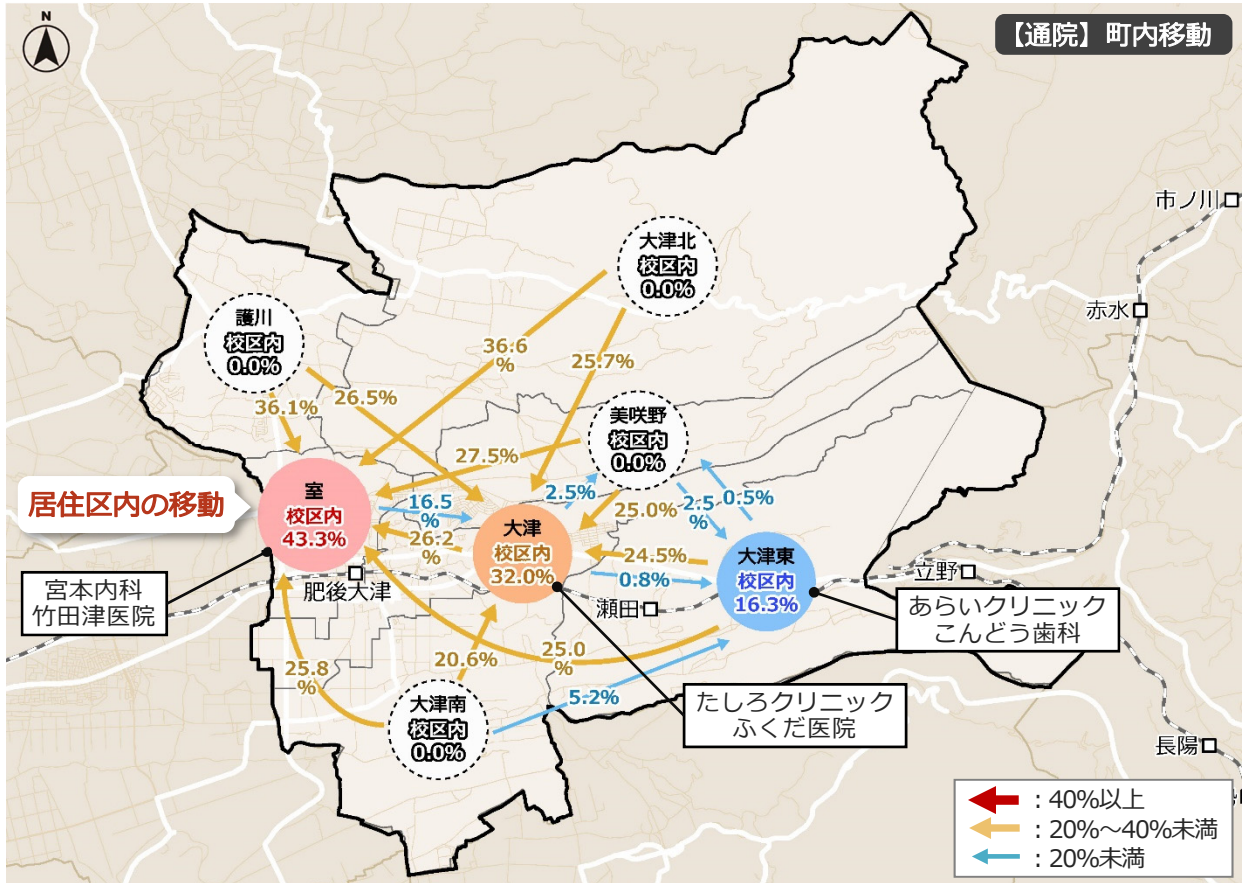 N
【通院】町内移動
市ノ川
大津北
校区内
0.0%
赤水
護川
校区内
0.0%
36.6
%
25.7%
26.5%
36.1%
美咲野
校区内
0.0%
27.5%
室
校区内
43.3%
居住区内の移動
16.5
%
2.5%
25.0%
2.5
%
0.5%
大津
校区内
32.0%
26.2
%
24.5%
0.8%
大津東
校区内
16.3%
宮本内科
竹田津医院
肥後大津
瀬田
立野
あらいクリニック
こんどう歯科
25.8
%
20.6%
25.0
%
5.2%
大津南
校区内
0.0%
たしろクリニック
ふくだ医院
長陽
：40%以上
：20%～40%未満
：20%未満